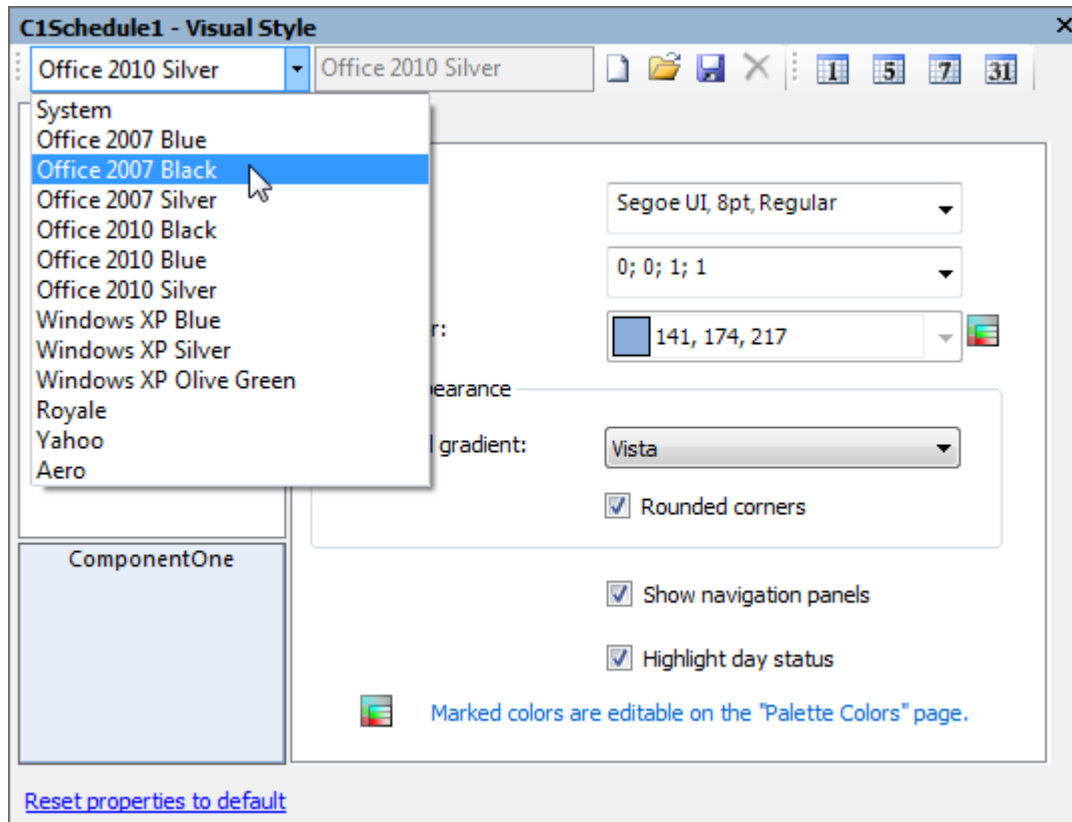 C1Schedule1 - Visual Style
Office 2010 Silver
Office 2010 Silver
1
5
7
31
System
Office 2007 Blue
Office 2007 Black
Office 2007 Silver
Office 2010 Black
Office 2010 Blue
Office 2010 Silver
Windows XP Blue
Windows XP Silver
Windows XP Olive Green
Royale
Yahoo
Aero
Segoe UI, 8pt, Regular
0; 0; 1; 1
r:
141, 174, 217
earance
gradient:
Vista
Rounded corners
ComponentOne
Show navigation panels
Highlight day status
Marked colors are editable on the "Palette Colors" page.
Reset properties to default